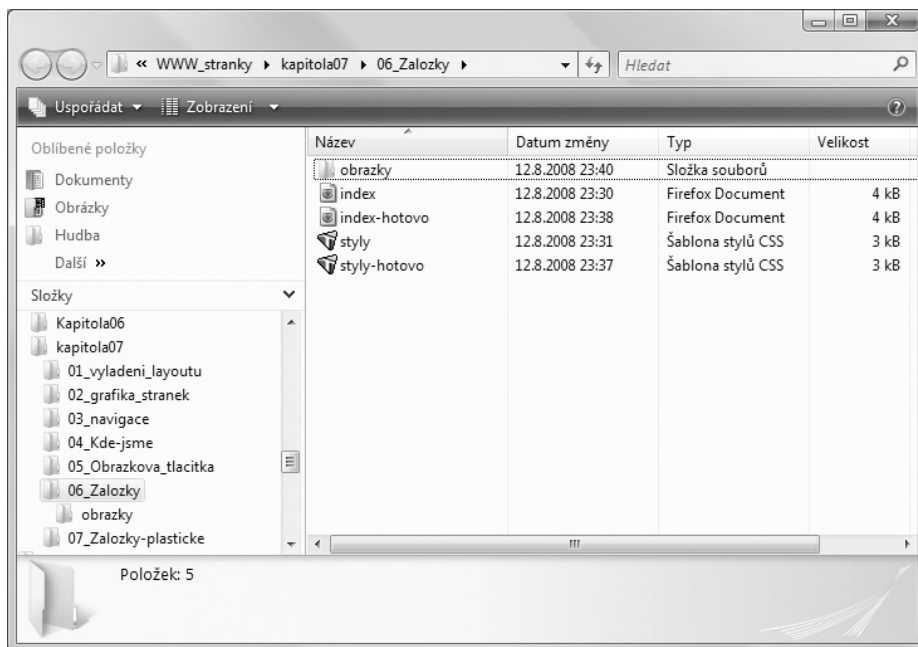 « WWW_stranky ▸ kapitola07 ▸ 06_Zalozky ▸ Hledat
Uspořádat Zobrazení ?
Oblíbené položky
Dokumenty
Obrázky
Hudba
Další »
Složky
Kapitola06
kapitola07
01_vyladeni_layoutu
02_grafika_stranek
03_navigace
04_Kde-jsme
05_Obrazkova_tlacitka
06_Zalozky
obrazky
07_Zalozky-plasticke
Název Datum změny Typ Velikost
obrazky 12.8.2008 23:40 Složka souborů
index 12.8.2008 23:30 Firefox Document 4 kB
index-hotovo 12.8.2008 23:38 Firefox Document 4 kB
styly 12.8.2008 23:31 Šablona stylů CSS 3 kB
styly-hotovo 12.8.2008 23:37 Šablona stylů CSS 3 kB
Položek: 5